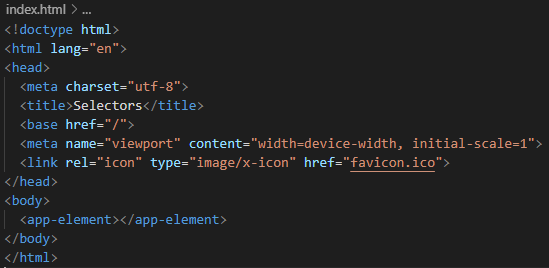 index.html > ...
<!doctype html>
<html lang="en">
<head>
<meta charset="utf-8">
<title>Selectors</title>
<base href="/">
<meta name="viewport" content="width=device-width, initial-scale=1">
<link rel="icon" type="image/x-icon" href="favicon.ico">
</head>
<body>
<app-element></app-element>
</body>
</html>